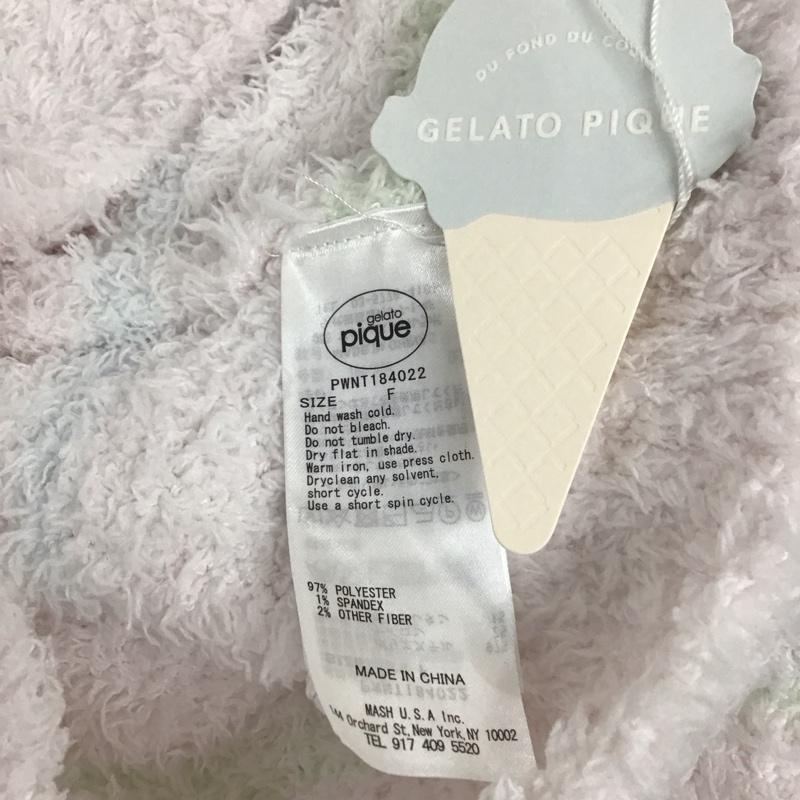 DU FOND DU COEUR
GELATO PIQUE
gelato
pique
PWNT184022
SIZE F
Hand wash cold.
Do not bleach.
Do not tumble dry.
Dry flat in shade.
Warm iron, use press cloth.
Dryclean any solvent,
short cycle.
Use a short spin cycle.
97% POLYESTER
1% SPANDEX
2% OTHER FIBER
MADE IN CHINA
MASH U.S.A Inc.
Orchard St, New York, NY 10002
TEL 917 409 5520